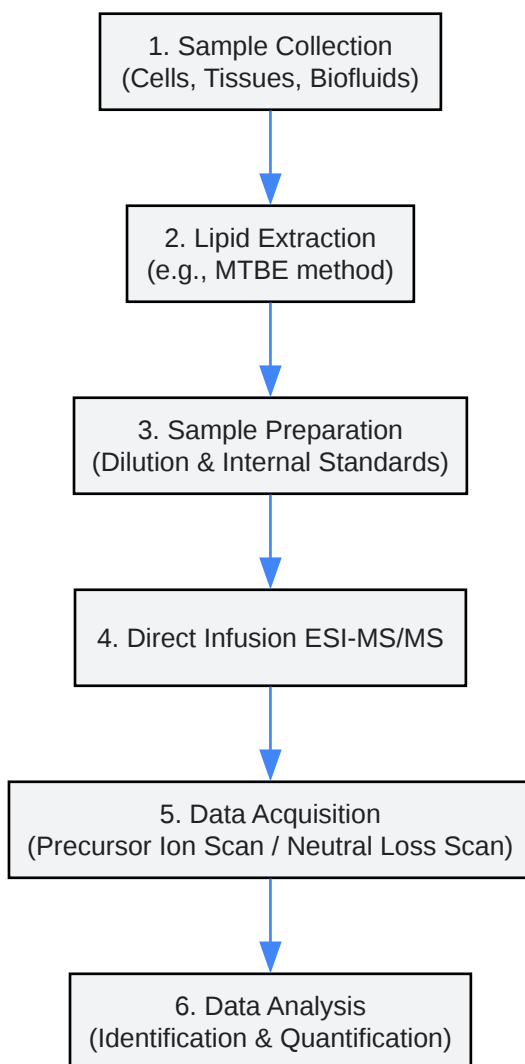 1. Sample Collection
(Cells, Tissues, Biofluids)
2. Lipid Extraction
(e.g., MTBE method)
3. Sample Preparation
(Dilution & Internal Standards)
4. Direct Infusion ESI-MS/MS
5. Data Acquisition
(Precursor Ion Scan / Neutral Loss Scan)
6. Data Analysis
(Identification & Quantification)